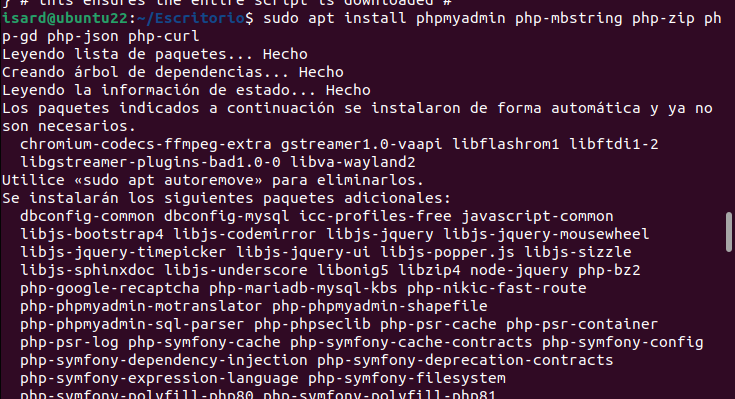 } # this ensures the entire script is downloaded #
isard@ubuntu22:~/Escritorio$ sudo apt install phpmyadmin php-mbstring php-zip ph
p-gd php-json php-curl
Leyendo lista de paquetes... Hecho
Creando árbol de dependencias... Hecho
Leyendo la información de estado... Hecho
Los paquetes indicados a continuación se instalaron de forma automática y ya no
son necesarios.
  chromium-codecs-ffmpeg-extra gstreamer1.0-vaapi libflashrom1 libftdi1-2
  libgstreamer-plugins-bad1.0-0 libva-wayland2
Utilice «sudo apt autoremove» para eliminarlos.
Se instalarán los siguientes paquetes adicionales:
  dbconfig-common dbconfig-mysql icc-profiles-free javascript-common
  libjs-bootstrap4 libjs-codemirror libjs-jquery libjs-jquery-mousewheel
  libjs-jquery-timepicker libjs-jquery-ui libjs-popper.js libjs-sizzle
  libjs-sphinxdoc libjs-underscore libonig5 libzip4 node-jquery php-bz2
  php-google-recaptcha php-mariadb-mysql-kbs php-nikic-fast-route
  php-phpmyadmin-motranslator php-phpmyadmin-shapefile
  php-phpmyadmin-sql-parser php-phpseclib php-psr-cache php-psr-container
  php-psr-log php-symfony-cache php-symfony-cache-contracts php-symfony-config
  php-symfony-dependency-injection php-symfony-deprecation-contracts
  php-symfony-expression-language php-symfony-filesystem
  php-symfony-polyfill-php80 php-symfony-polyfill-php81